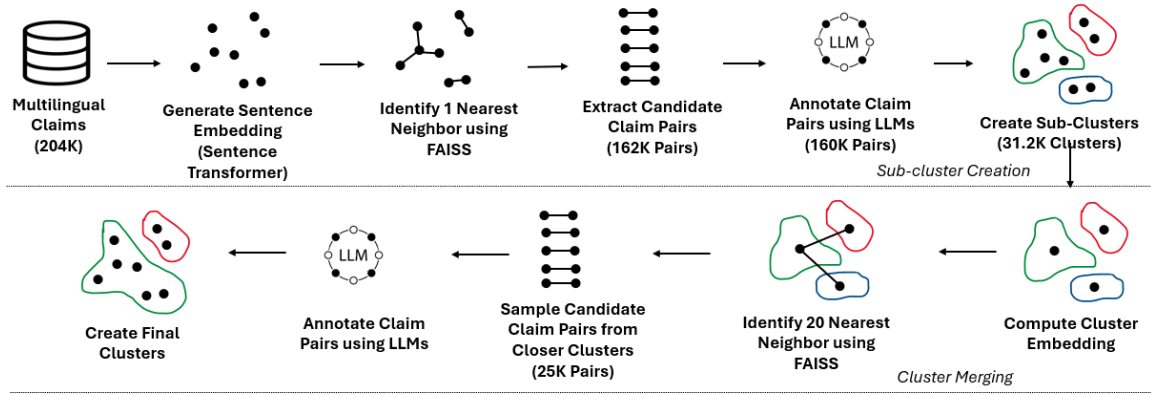 Multilingual
Claims
(204K)
Generate Sentence
Embedding
(Sentence
Transformer)
Identify 1 Nearest
Neighbor using
FAISS
Extract Candidate
Claim Pairs
(162K Pairs)
LLM
Annotate Claim
Pairs using LLMs
(160K Pairs)
Create Sub-Clusters
(31.2K Clusters)
Sub-cluster Creation
Compute Cluster
Embedding
Identify 20 Nearest
Neighbor using
FAISS
Sample Candidate
Claim Pairs from
Closer Clusters
(25K Pairs)
LLM
Annotate Claim
Pairs using LLMs
Create Final
Clusters
Cluster Merging